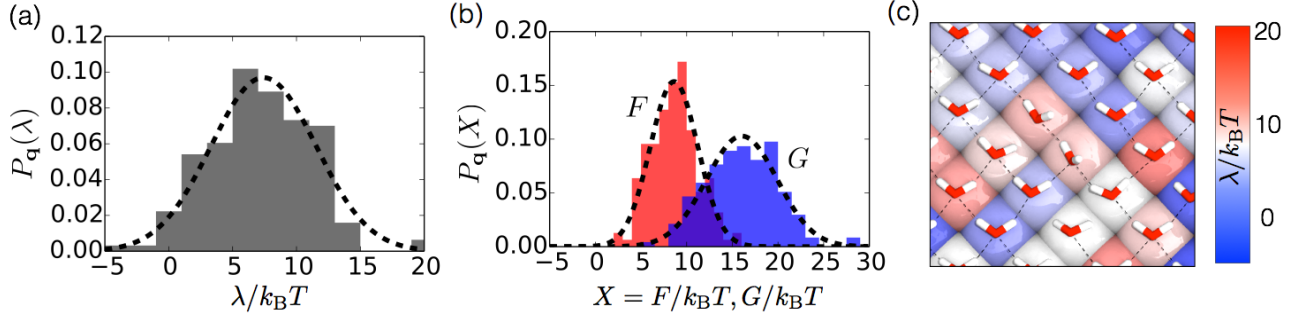 (a)
0.12
0.10
0.08
0.06
0.04
0.02
0.00
P_q(λ)
−5 0 5 10 15 20
λ/k_BT
(b)
0.20
0.15
0.10
0.05
0.00
P_q(X)
F
G
−5 0 5 10 15 20 25 30
X = F/k_BT, G/k_BT
(c)
20
10
0
λ/k_BT